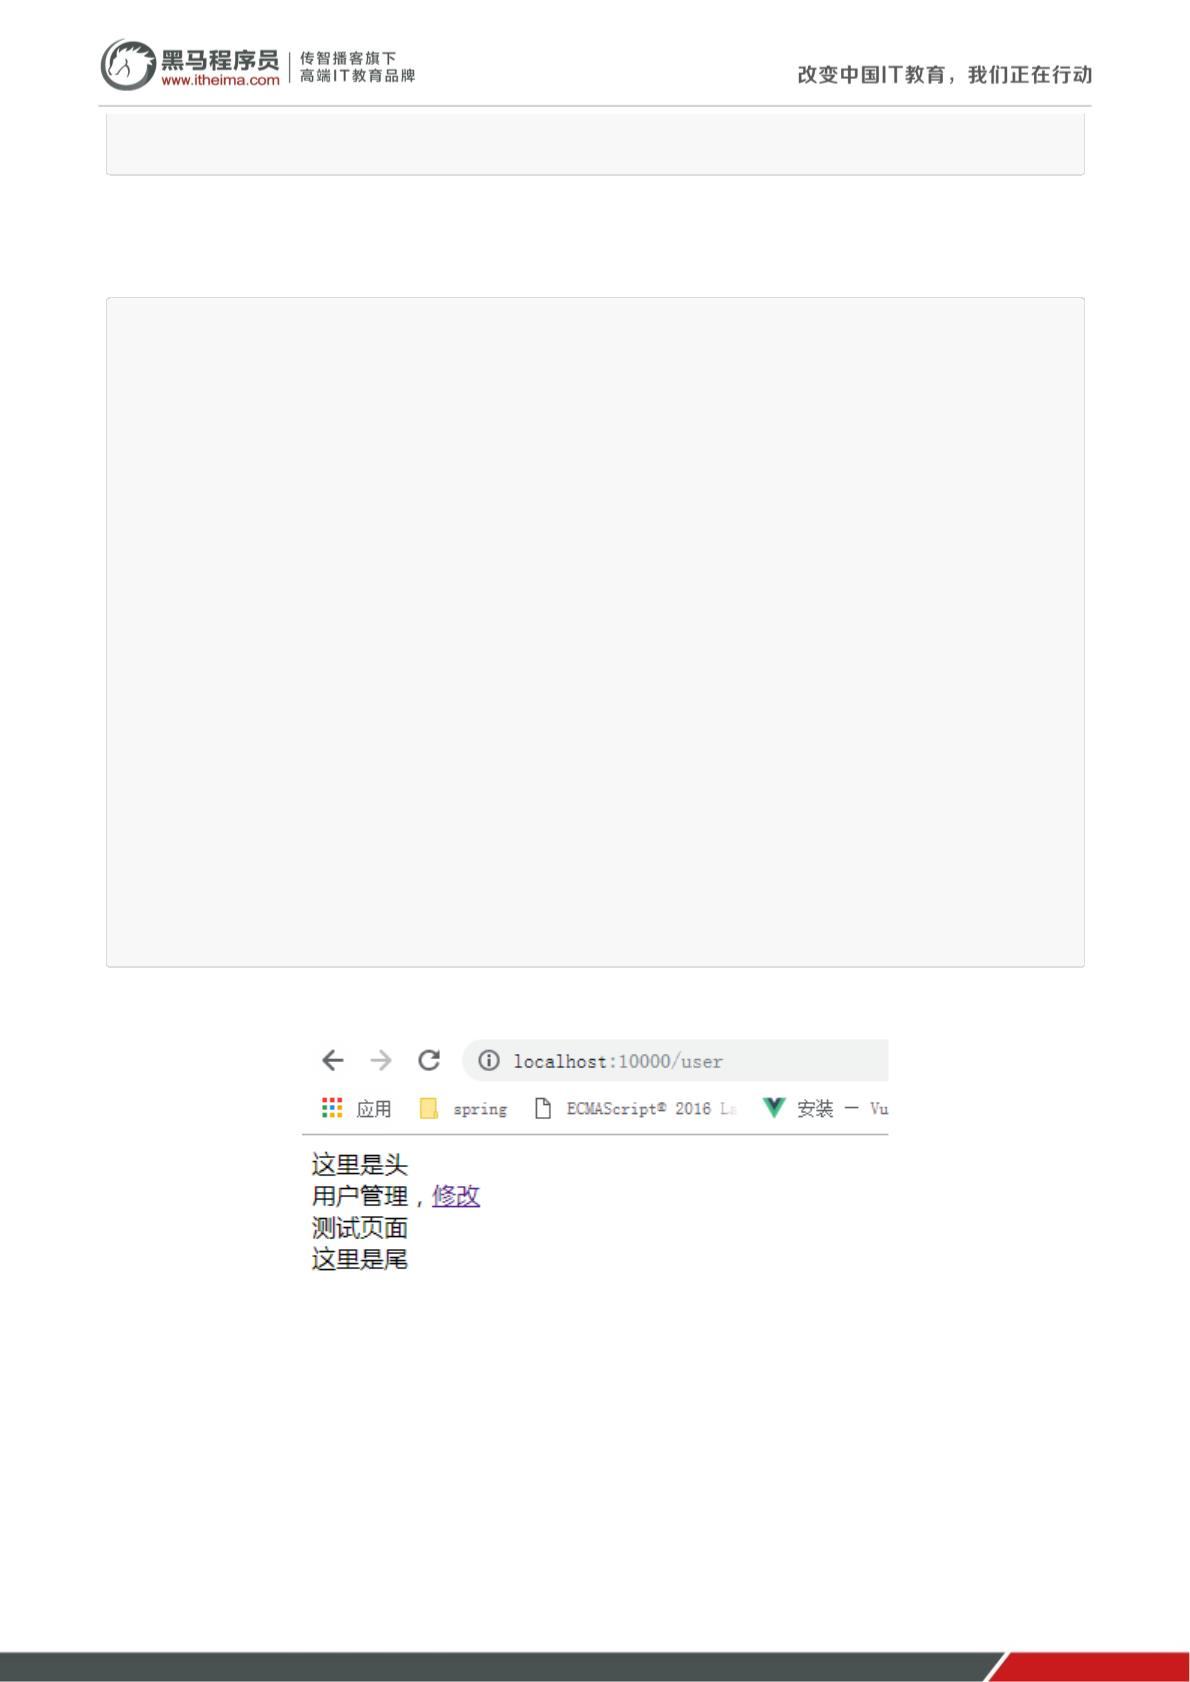 黑马程序员
www.itheima.com
传智播客旗下
高端IT教育品牌
改变中国IT教育，我们正在行动
localhost:10000/user
应用 spring ECMAScript® 2016 La 安装 — Vu
这里是头
用户管理，修改
测试页面
这里是尾